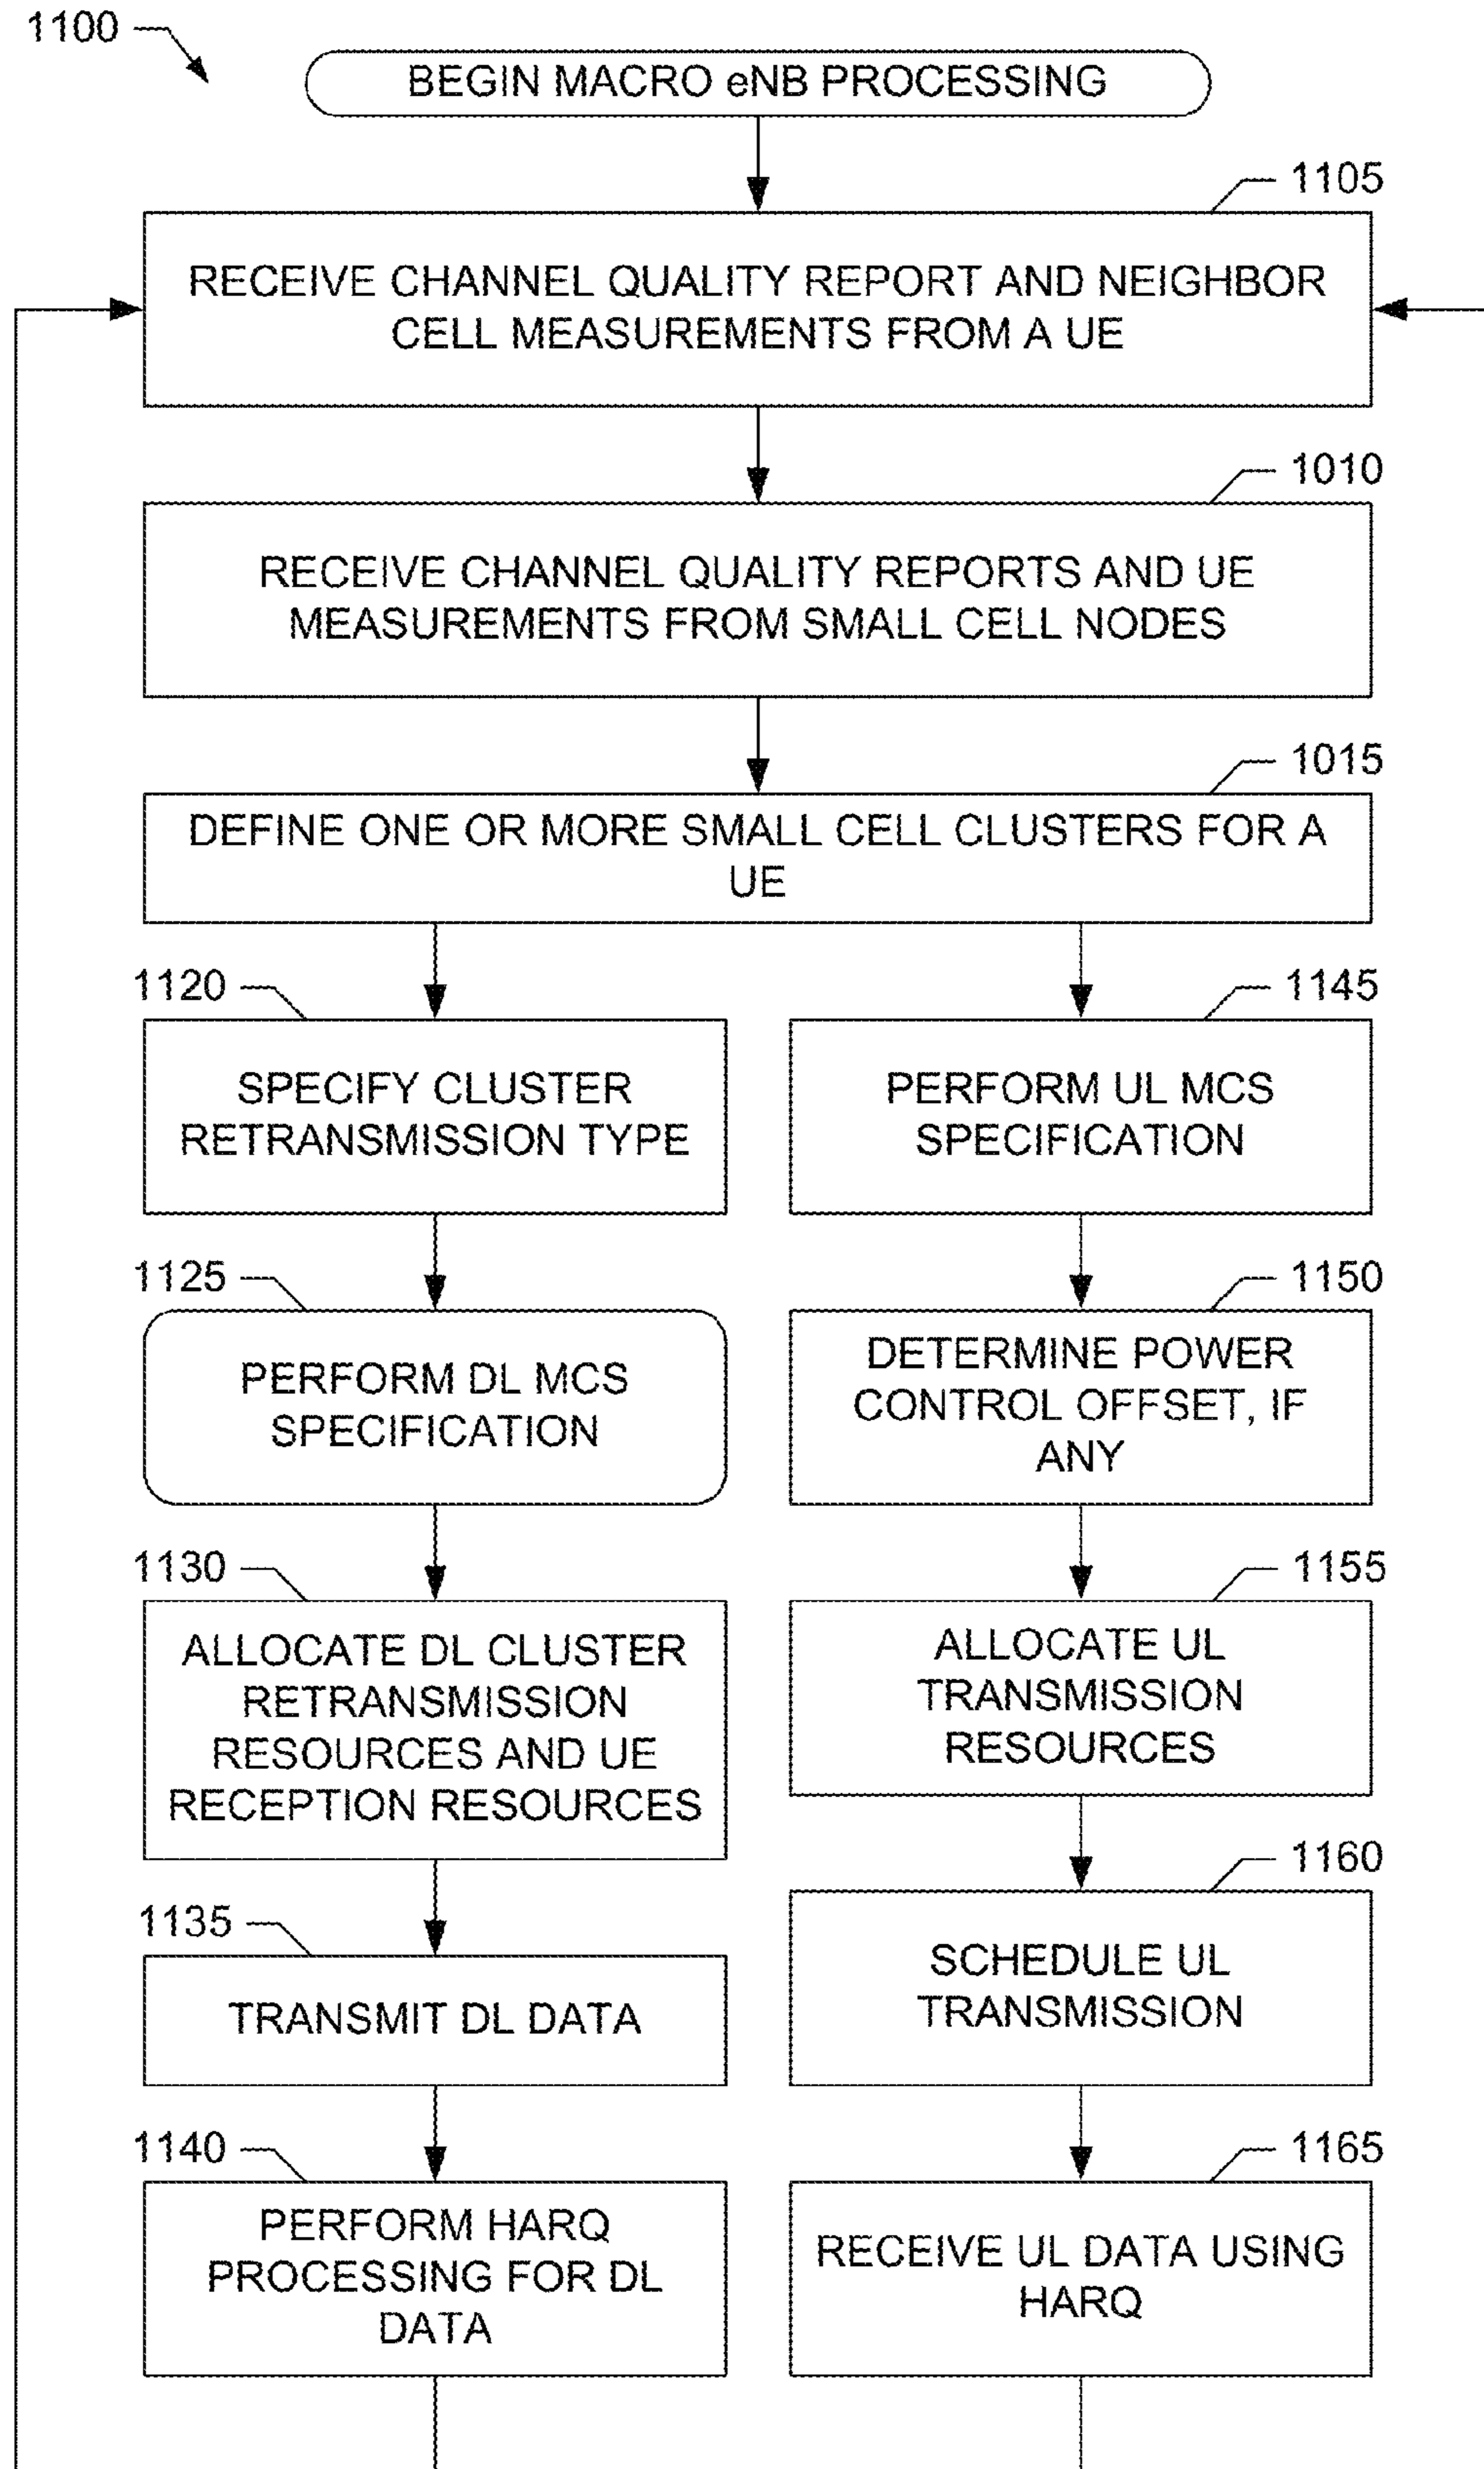 1100
BEGIN MACRO eNB PROCESSING
1105
RECEIVE CHANNEL QUALITY REPORT AND NEIGHBOR
CELL MEASUREMENTS FROM A UE
1010
RECEIVE CHANNEL QUALITY REPORTS AND UE
MEASUREMENTS FROM SMALL CELL NODES
1015
DEFINE ONE OR MORE SMALL CELL CLUSTERS FOR A
UE
1120
SPECIFY CLUSTER
RETRANSMISSION TYPE
1125
PERFORM DL MCS
SPECIFICATION
1130
ALLOCATE DL CLUSTER
RETRANSMISSION
RESOURCES AND UE
RECEPTION RESOURCES
1135
TRANSMIT DL DATA
1140
PERFORM HARQ
PROCESSING FOR DL
DATA
1145
PERFORM UL MCS
SPECIFICATION
1150
DETERMINE POWER
CONTROL OFFSET, IF
ANY
1155
ALLOCATE UL
TRANSMISSION
RESOURCES
1160
SCHEDULE UL
TRANSMISSION
1165
RECEIVE UL DATA USING
HARQ